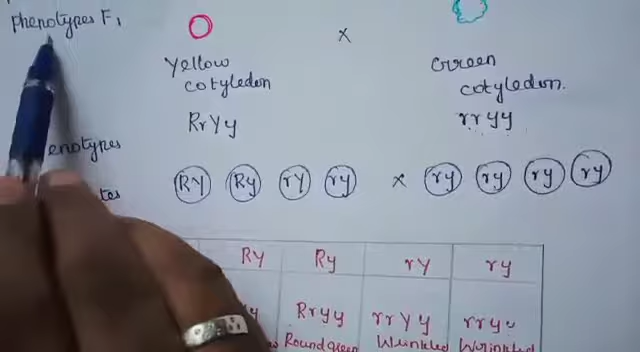 phenotypes F₁
x
Yellow cotyledon
Green cotyledon.
RrYy
rryy
enotypes
RY Ry rY ry x ry ry ry ry
tes
RY Ry rY ry
y Rryy rrYy rry
Round green Wrinkled Wrinkled